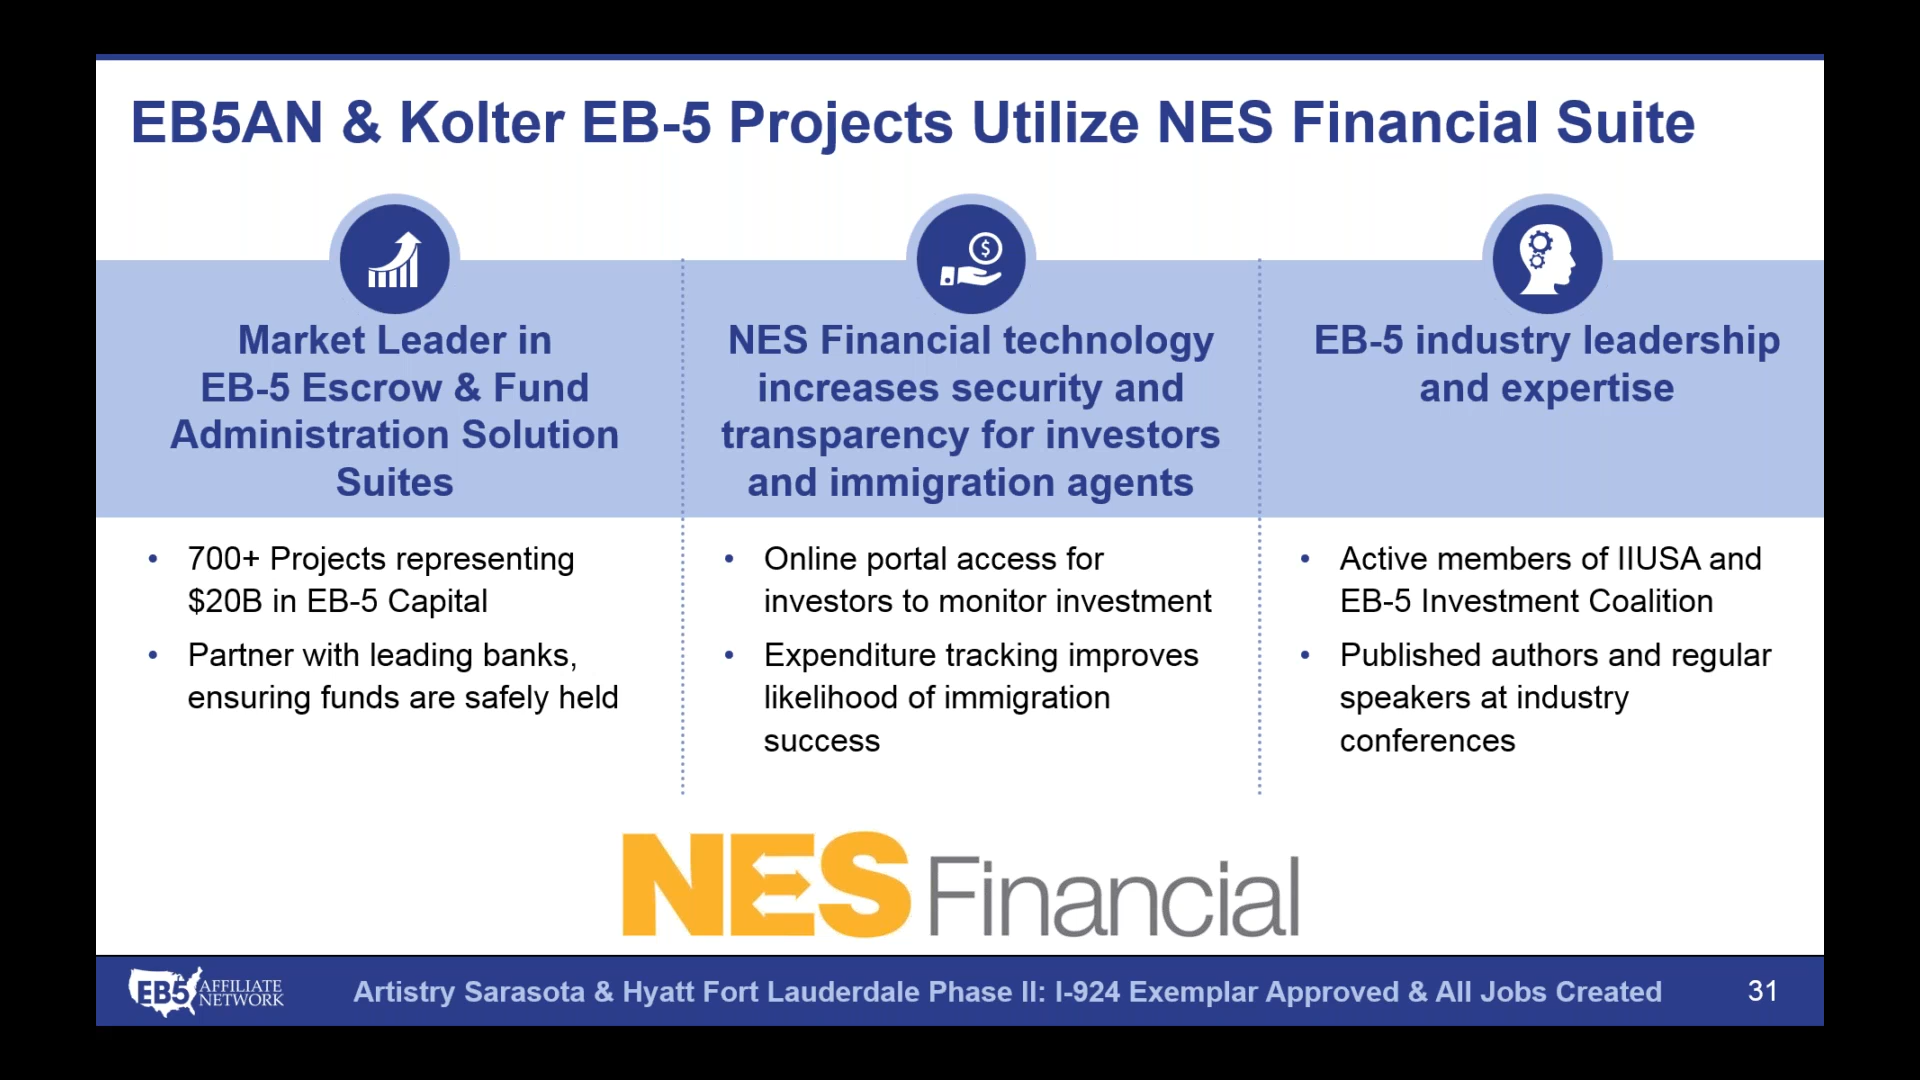 EB5AN & Kolter EB-5 Projects Utilize NES Financial Suite
$
Market Leader in
EB-5 Escrow & Fund
Administration Solution
Suites
• 700+ Projects representing
$20B in EB-5 Capital
• Partner with leading banks,
ensuring funds are safely held
NES Financial technology
increases security and
transparency for investors
and immigration agents
• Online portal access for
investors to monitor investment
• Expenditure tracking improves
likelihood of immigration
success
EB-5 industry leadership
and expertise
• Active members of IIUSA and
EB-5 Investment Coalition
• Published authors and regular
speakers at industry
conferences
NES Financial
EB5 AFFILIATE
NETWORK
Artistry Sarasota & Hyatt Fort Lauderdale Phase II: I-924 Exemplar Approved & All Jobs Created
31